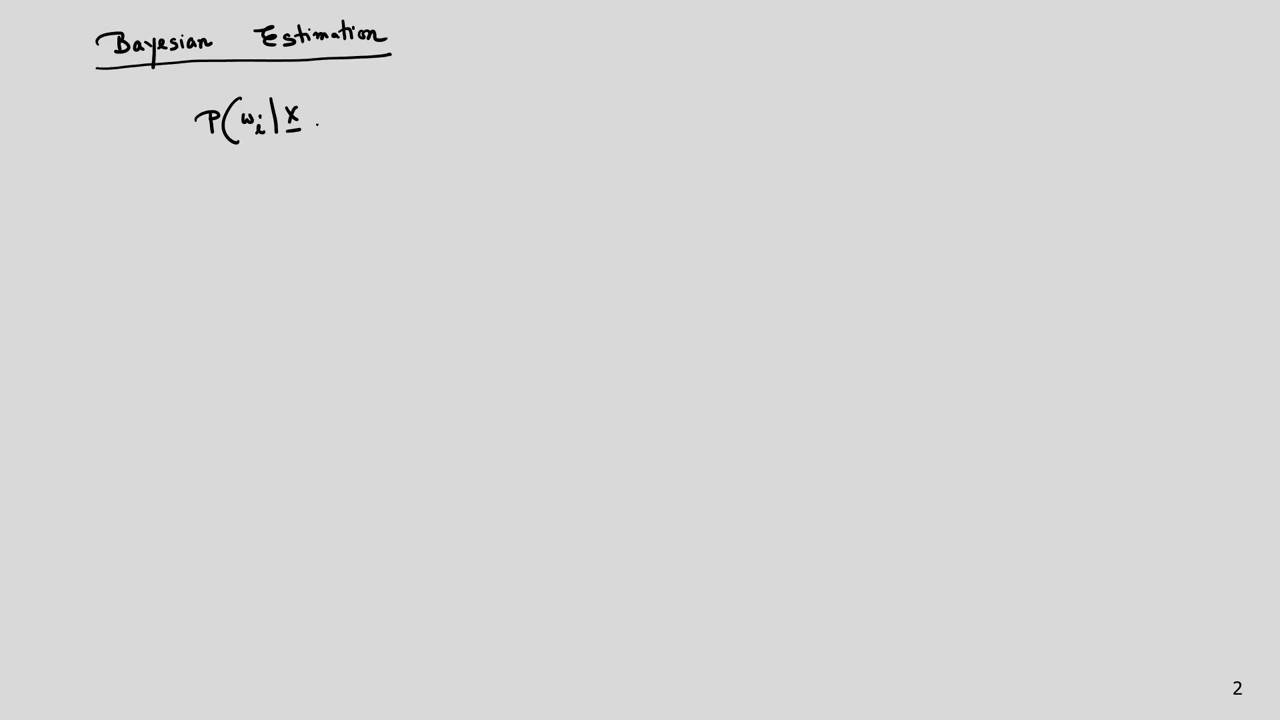 Bayesian Estimation
P(ωᵢ|x .
2